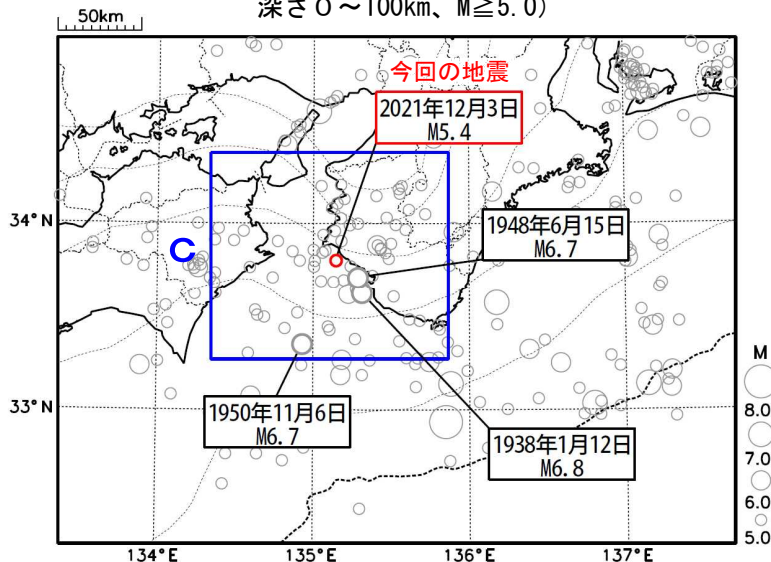 深さ0~100km、M≧5.0)
50km
今回の地震
2021年12月3日
M5.4
34°N
C
1948年6月15日
M6.7
33°N
1950年11月6日
M6.7
1938年1月12日
M6.8
M
8.0
7.0
6.0
5.0
134°E
135°E
136°E
137°E